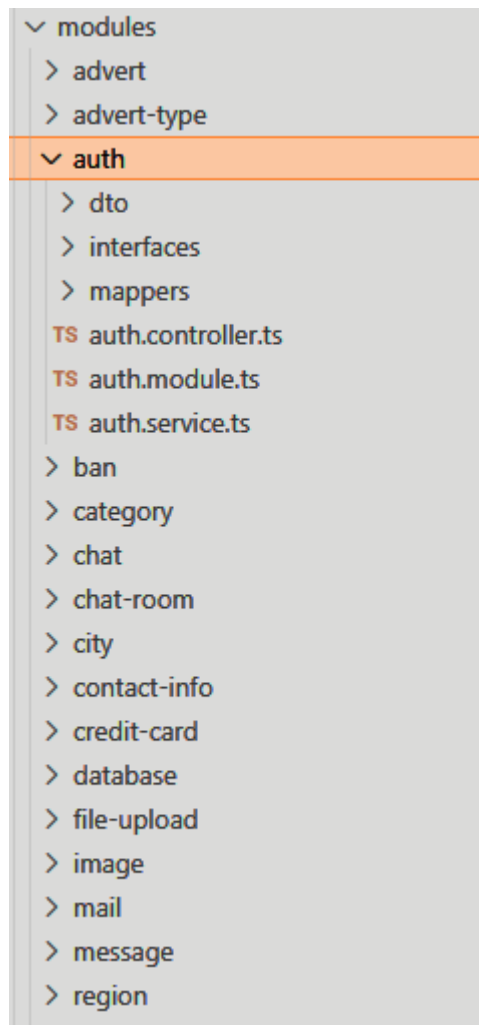 modules
advert
advert-type
auth
dto
interfaces
mappers
TS auth.controller.ts
TS auth.module.ts
TS auth.service.ts
ban
category
chat
chat-room
city
contact-info
credit-card
database
file-upload
image
mail
message
region